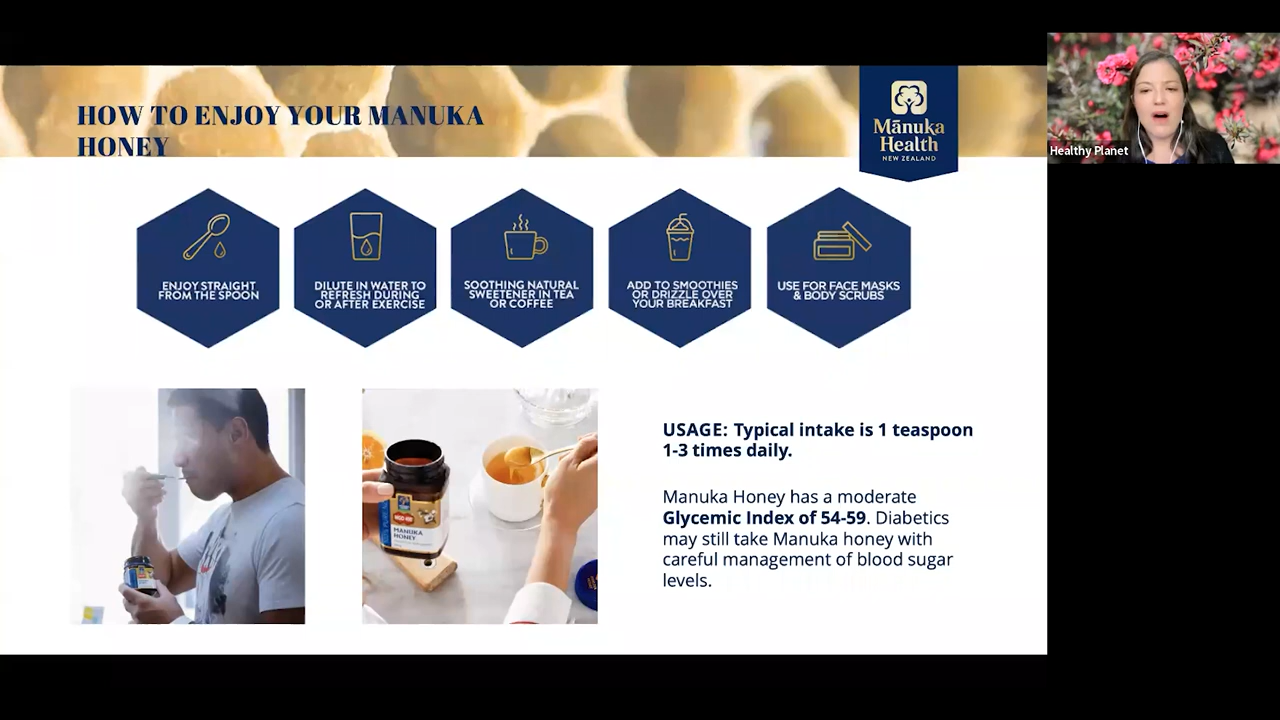 HOW TO ENJOY YOUR MANUKA
HONEY
Mānuka
Health
NEW ZEALAND
Healthy Planet
ENJOY STRAIGHT
FROM THE SPOON
DILUTE IN WATER TO
REFRESH DURING
OR AFTER EXERCISE
SOOTHING NATURAL
SWEETENER IN TEA
OR COFFEE
ADD TO SMOOTHIES
OR DRIZZLE OVER
YOUR BREAKFAST
USE FOR FACE MASKS
& BODY SCRUBS
MANUKA
HONEY
USAGE: Typical intake is 1 teaspoon
1-3 times daily.
Manuka Honey has a moderate
Glycemic Index of 54-59. Diabetics
may still take Manuka honey with
careful management of blood sugar
levels.